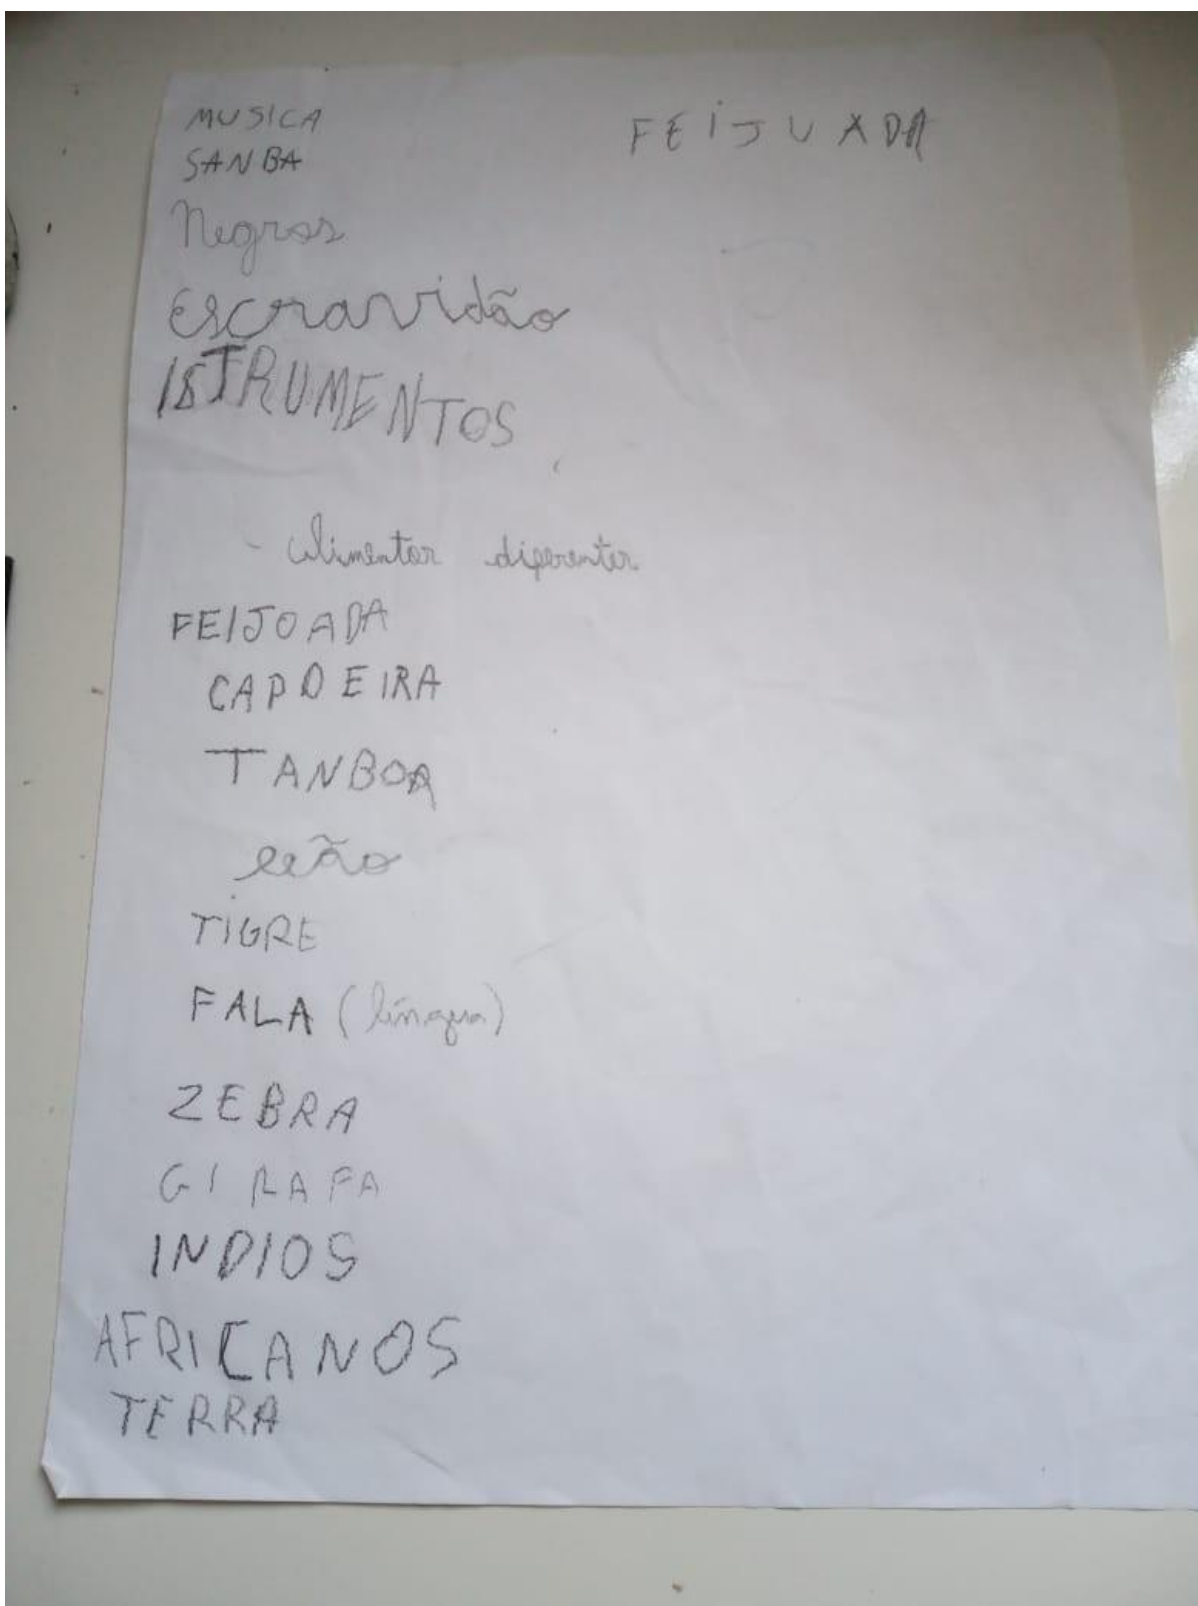 MUSICA
FEIJUADA
SANBA
Negros
Escravidão
ISTRUMENTOS
- Alimentos diferentes
FEIJOADA
CAPOEIRA
TANBOR
leão
TIGRE
FALA (língua)
ZEBRA
GIRAFA
INDIOS
AFRICANOS
TERRA